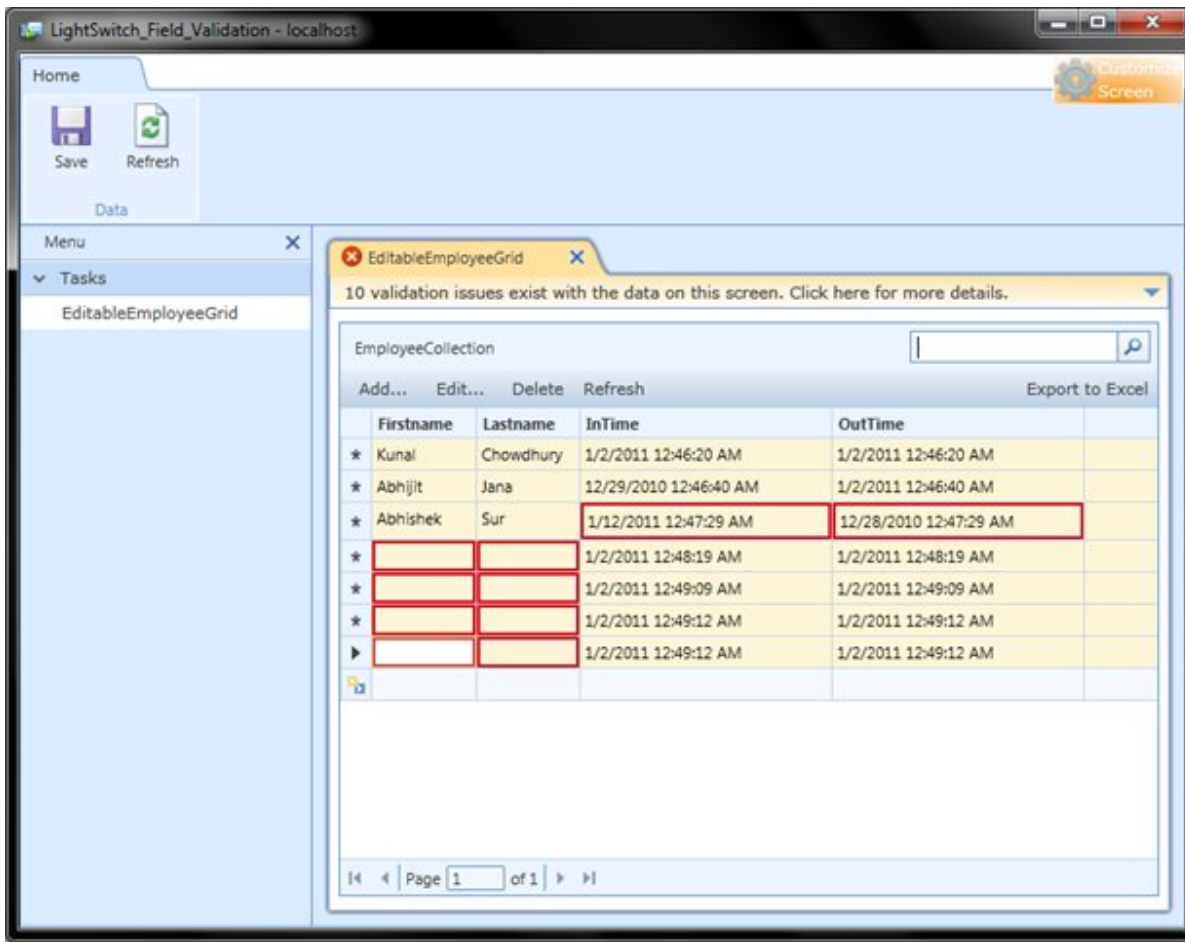 LightSwitch_Field_Validation - localhost
Home
Customize
Screen
Save Refresh
Data
Menu
Tasks
EditableEmployeeGrid
EditableEmployeeGrid
10 validation issues exist with the data on this screen. Click here for more details.
EmployeeCollection
Add... Edit... Delete Refresh Export to Excel
Firstname Lastname InTime OutTime
* Kunal Chowdhury 1/2/2011 12:46:20 AM 1/2/2011 12:46:20 AM
* Abhijit Jana 12/29/2010 12:46:40 AM 1/2/2011 12:46:40 AM
* Abhishek Sur 1/12/2011 12:47:29 AM 12/28/2010 12:47:29 AM
* 1/2/2011 12:48:19 AM 1/2/2011 12:48:19 AM
* 1/2/2011 12:49:09 AM 1/2/2011 12:49:09 AM
* 1/2/2011 12:49:12 AM 1/2/2011 12:49:12 AM
1/2/2011 12:49:12 AM 1/2/2011 12:49:12 AM
Page 1 of 1